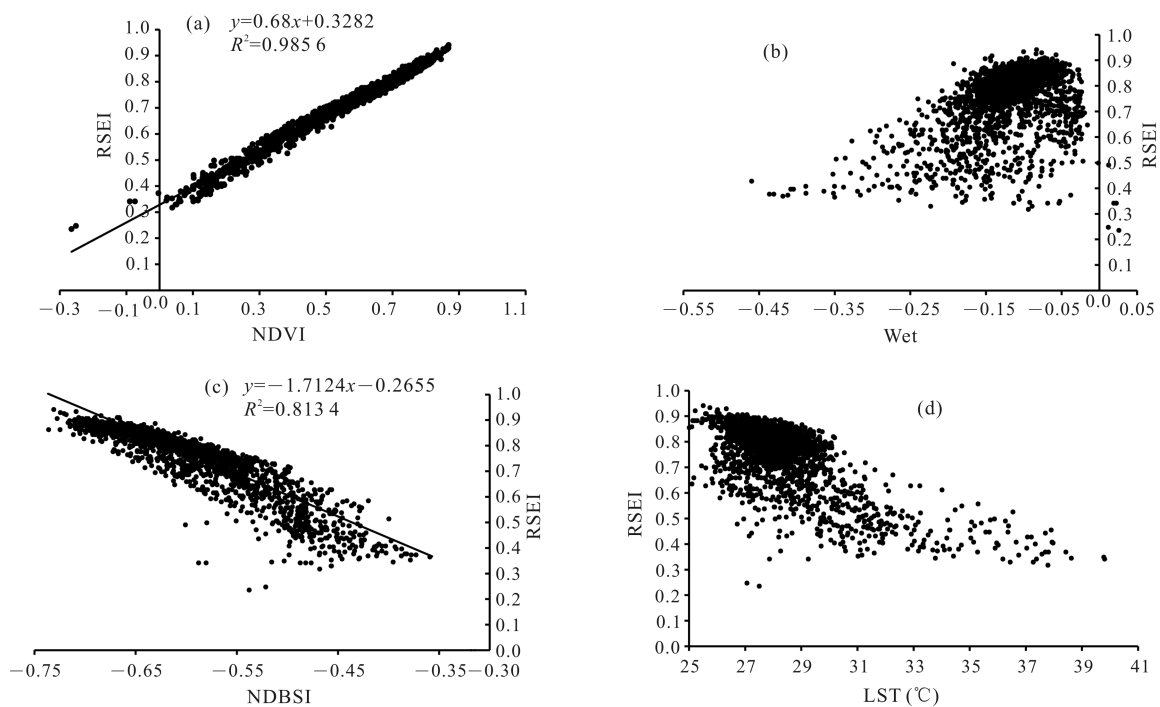 (a) y=0.68x+0.3282
R²=0.985 6
1.0
0.9
0.8
0.7
0.6
0.5
0.4
0.3
0.2
0.1
0.0
RSEI
−0.3 −0.1 0.1 0.3 0.5 0.7 0.9 1.1
NDVI
(b)
1.0
0.9
0.8
0.7
0.6
0.5
0.4
0.3
0.2
0.1
0.0
RSEI
−0.55 −0.45 −0.35 −0.25 −0.15 −0.05 0.05
Wet
(c) y=−1.7124x−0.2655
R²=0.813 4
1.0
0.9
0.8
0.7
0.6
0.5
0.4
0.3
0.2
0.1
0.0
RSEI
−0.75 −0.65 −0.55 −0.45 −0.35 −0.30
NDBSI
(d)
1.0
0.9
0.8
0.7
0.6
0.5
0.4
0.3
0.2
0.1
0.0
RSEI
25 27 29 31 33 35 37 39 41
LST(℃)